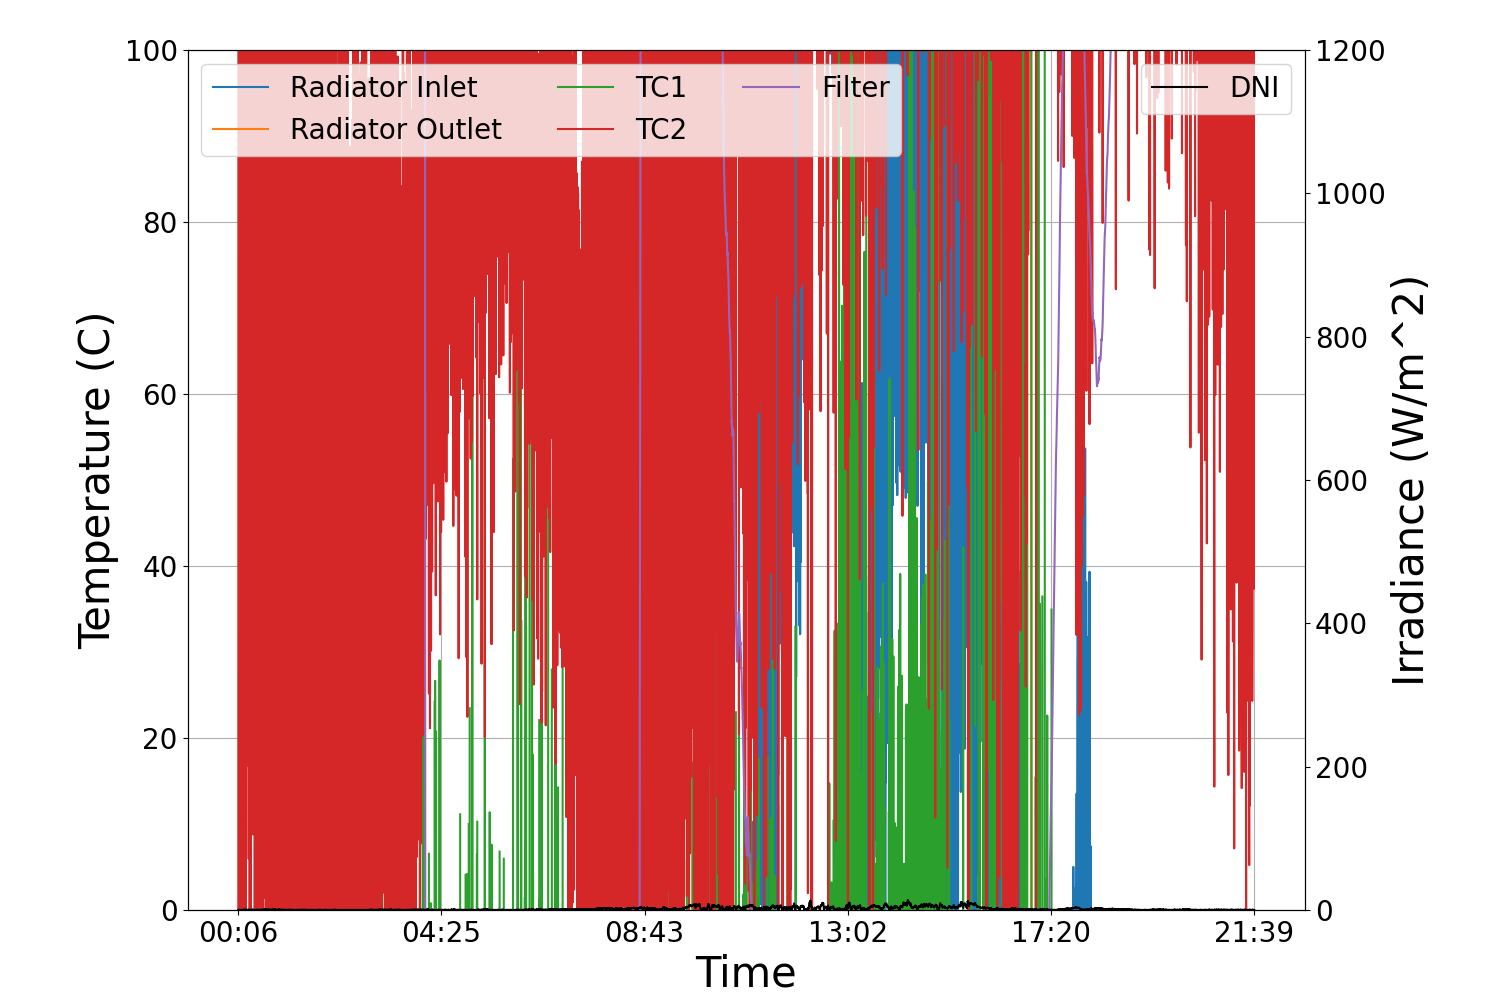 100
80
60
40
20
0
Temperature (C)
Radiator Inlet
Radiator Outlet
TC1
TC2
Filter
DNI
1200
1000
800
600
400
200
0
Irradiance (W/m^2)
00:06
04:25
08:43
13:02
17:20
21:39
Time